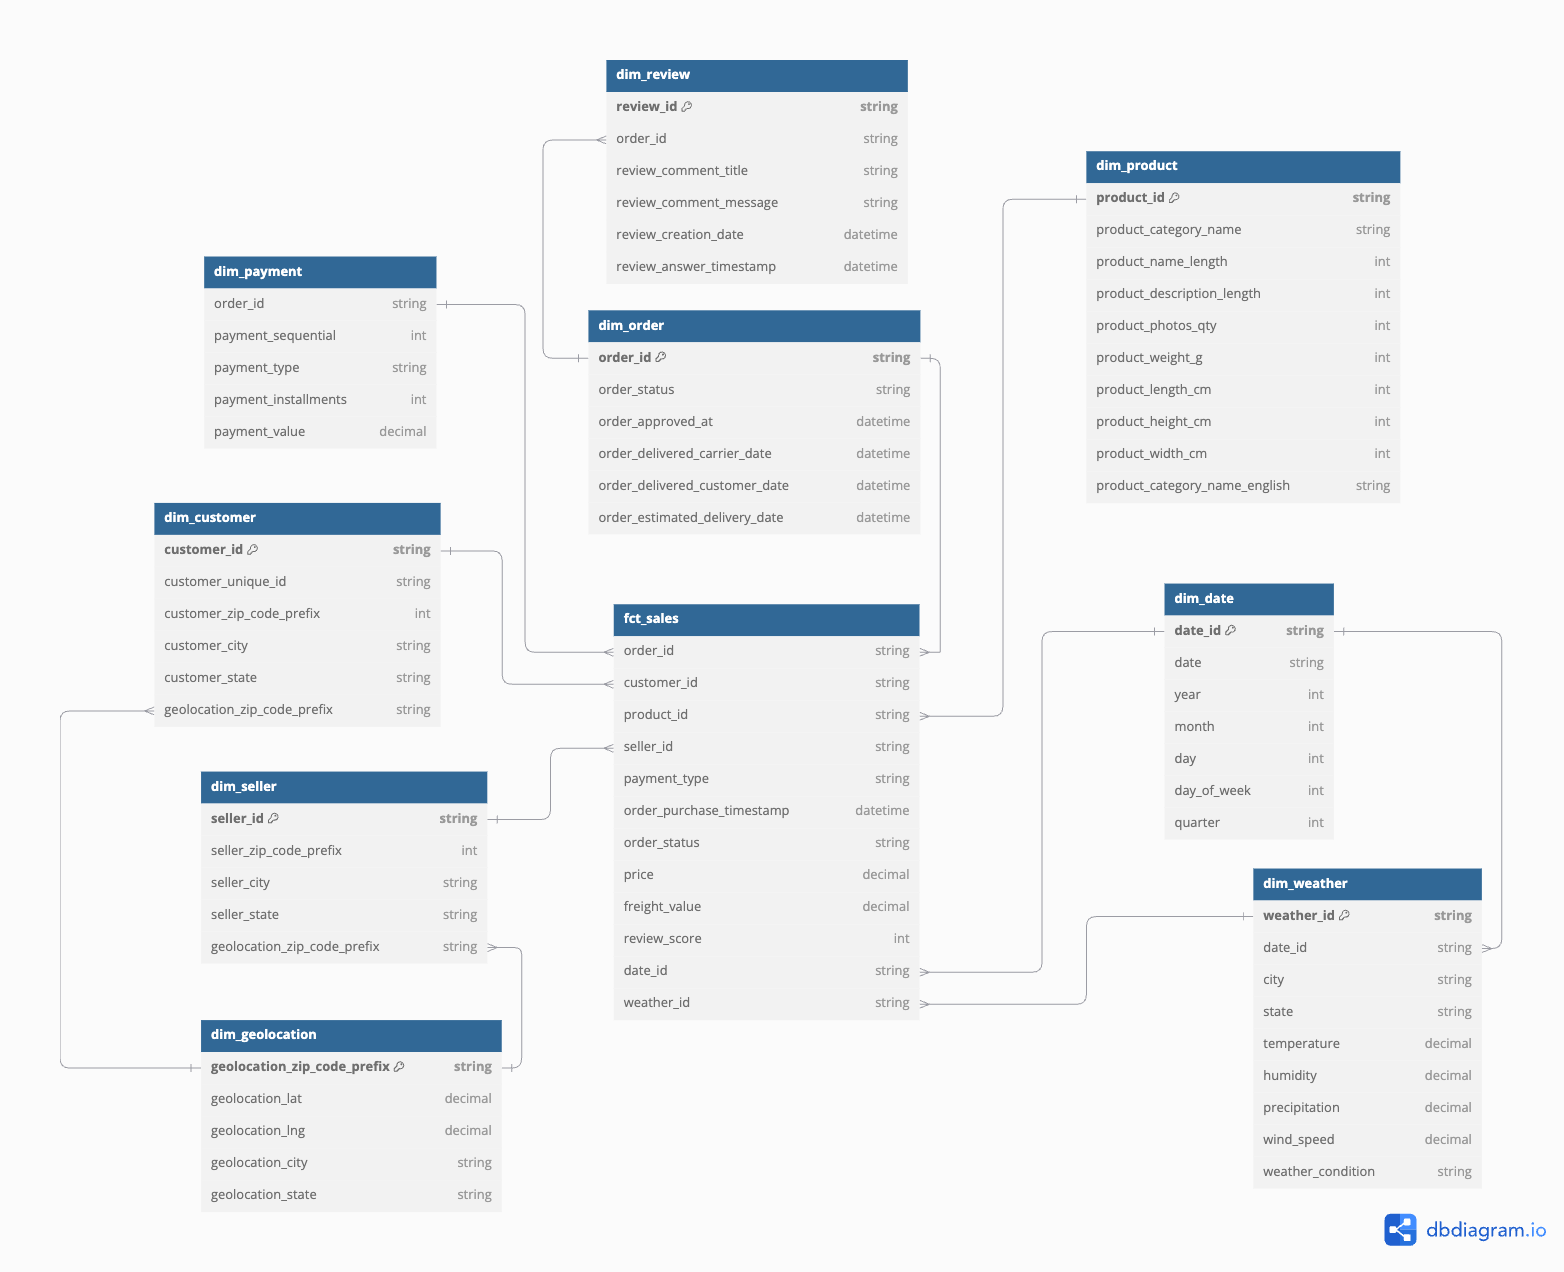 dim_review
review_id string
order_id string
review_comment_title string
review_comment_message string
review_creation_date datetime
review_answer_timestamp datetime
dim_product
product_id string
product_category_name string
product_name_length int
product_description_length int
product_photos_qty int
product_weight_g int
product_length_cm int
product_height_cm int
product_width_cm int
product_category_name_english string
dim_payment
order_id string
payment_sequential int
payment_type string
payment_installments int
payment_value decimal
dim_order
order_id string
order_status string
order_approved_at datetime
order_delivered_carrier_date datetime
order_delivered_customer_date datetime
order_estimated_delivery_date datetime
dim_customer
customer_id string
customer_unique_id string
customer_zip_code_prefix int
customer_city string
customer_state string
geolocation_zip_code_prefix string
fct_sales
order_id string
customer_id string
product_id string
seller_id string
payment_type string
order_purchase_timestamp datetime
order_status string
price decimal
freight_value decimal
review_score int
date_id string
weather_id string
dim_date
date_id string
date string
year int
month int
day int
day_of_week int
quarter int
dim_seller
seller_id string
seller_zip_code_prefix int
seller_city string
seller_state string
geolocation_zip_code_prefix string
dim_weather
weather_id string
date_id string
city string
state string
temperature decimal
humidity decimal
precipitation decimal
wind_speed decimal
weather_condition string
dim_geolocation
geolocation_zip_code_prefix string
geolocation_lat decimal
geolocation_lng decimal
geolocation_city string
geolocation_state string
dbdiagram.io